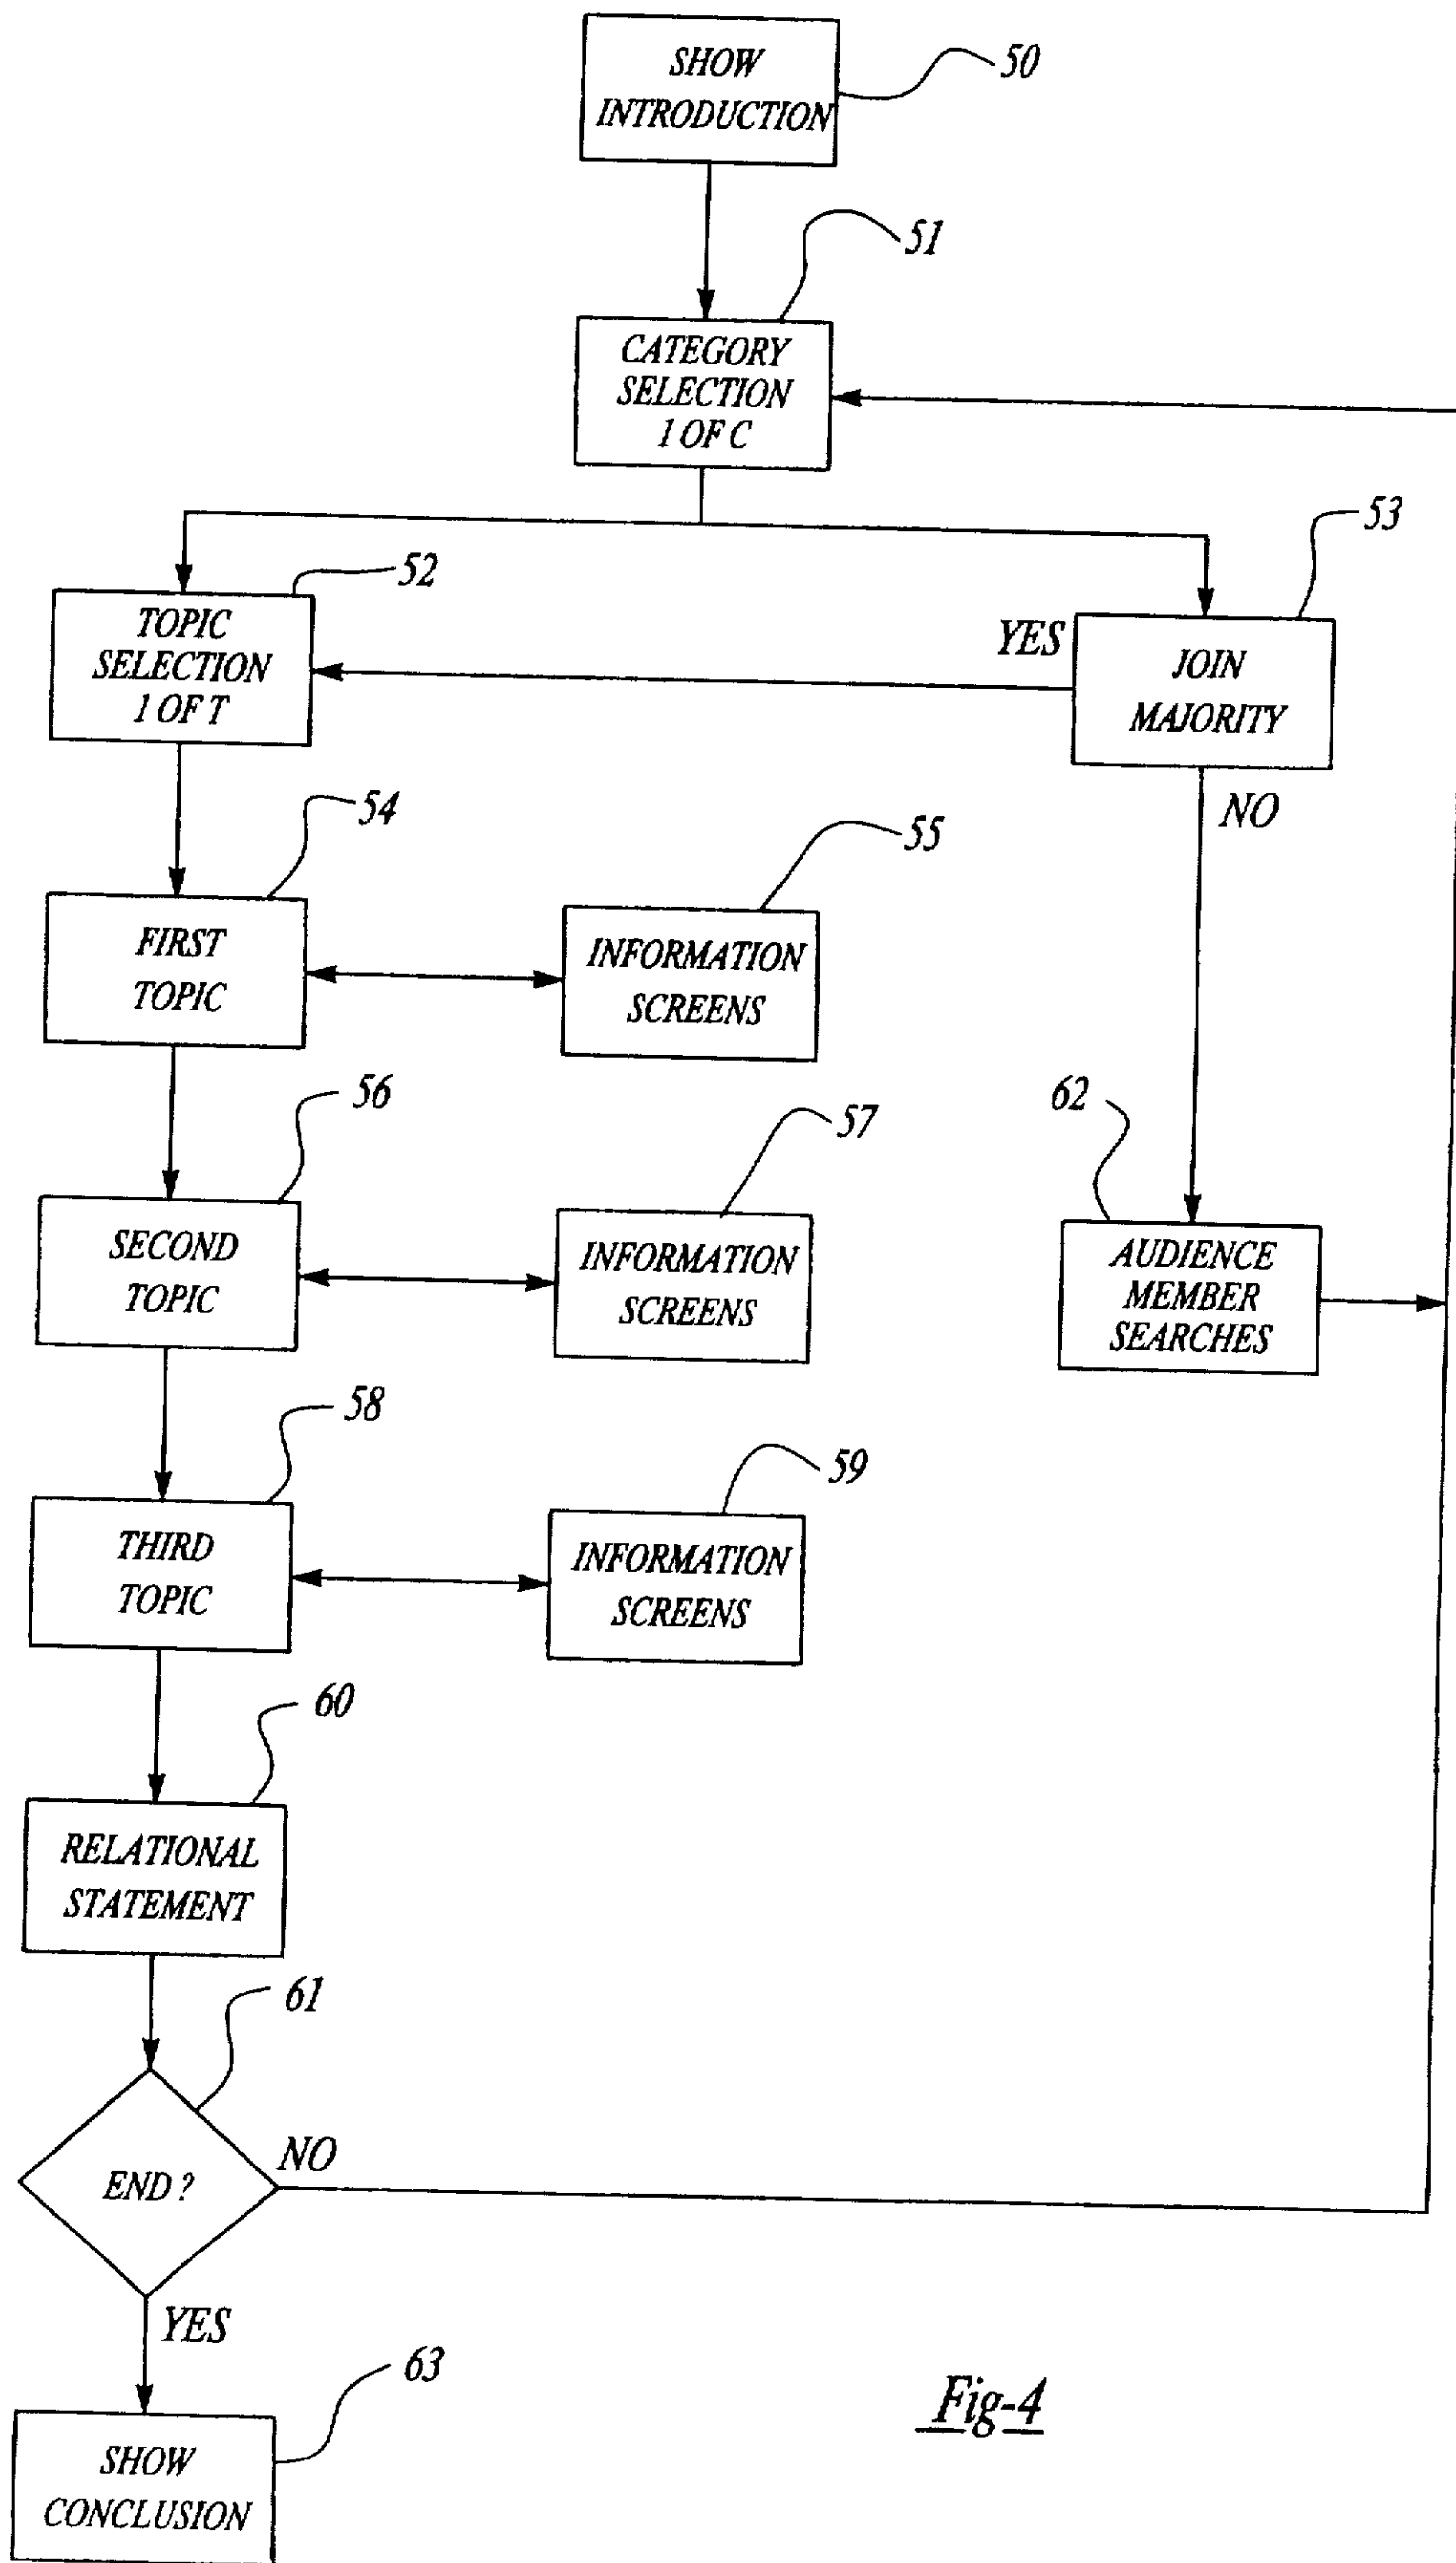 SHOW
INTRODUCTION
50
51
CATEGORY
SELECTION
1 OF C
53
52
TOPIC
SELECTION
1 OF T
YES
JOIN
MAJORITY
NO
54
55
FIRST
TOPIC
INFORMATION
SCREENS
56
57
62
SECOND
TOPIC
INFORMATION
SCREENS
AUDIENCE
MEMBER
SEARCHES
58
59
THIRD
TOPIC
INFORMATION
SCREENS
60
RELATIONAL
STATEMENT
61
END ?
NO
YES
63
SHOW
CONCLUSION
Fig-4